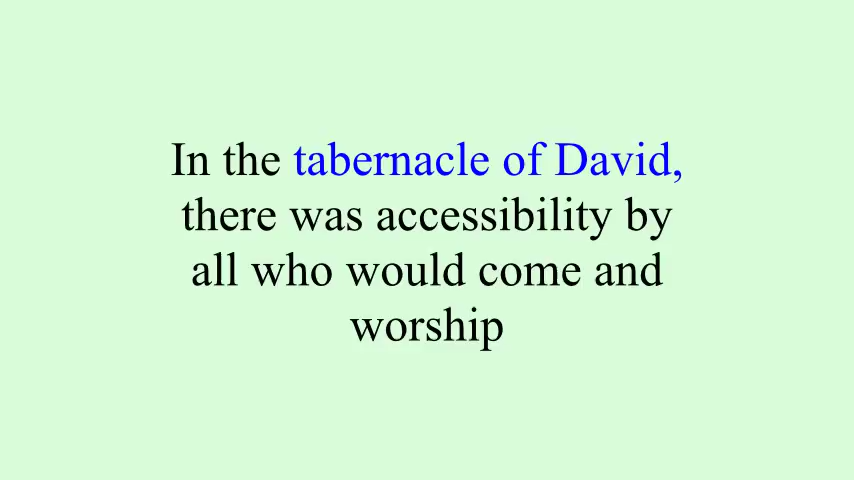 In the tabernacle of David,
there was accessibility by
all who would come and
worship